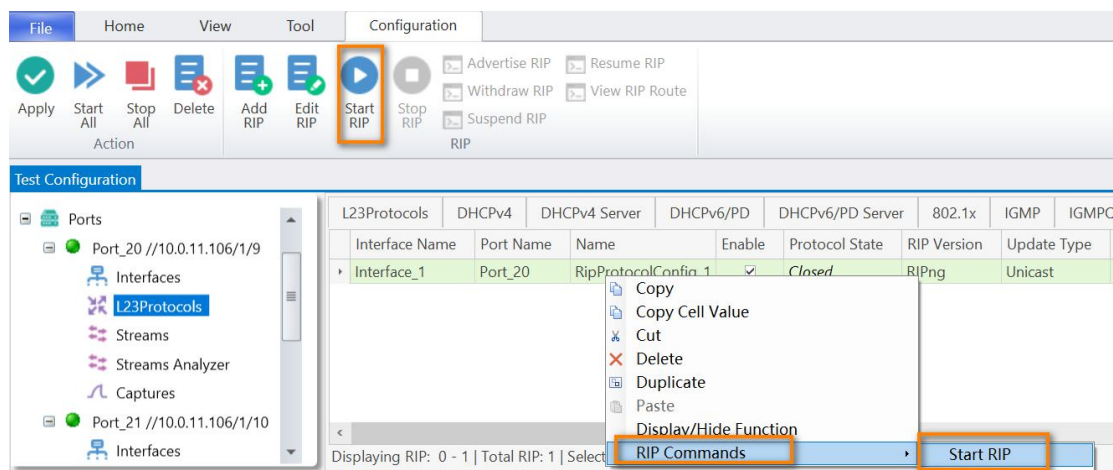 File Home View Tool Configuration
Advertise RIP Resume RIP
Withdraw RIP View RIP Route
Suspend RIP
Apply Start All Stop All Delete Add RIP Edit RIP Start RIP Stop RIP
Action RIP
Test Configuration
Ports
Port_20 //10.0.11.106/1/9
Interfaces
L23Protocols
Streams
Streams Analyzer
Captures
Port_21 //10.0.11.106/1/10
Interfaces
L23Protocols DHCPv4 DHCPv4 Server DHCPv6/PD DHCPv6/PD Server 802.1x IGMP
Interface Name Port Name Name Enable Protocol State RIP Version Update Type
Interface_1 Port_20 RipProtocolConfig_1 Closed RIPng Unicast
Copy
Copy Cell Value
Cut
Delete
Duplicate
Paste
Display/Hide Function
RIP Commands Start RIP
Displaying RIP: 0 - 1 | Total RIP: 1 | Select